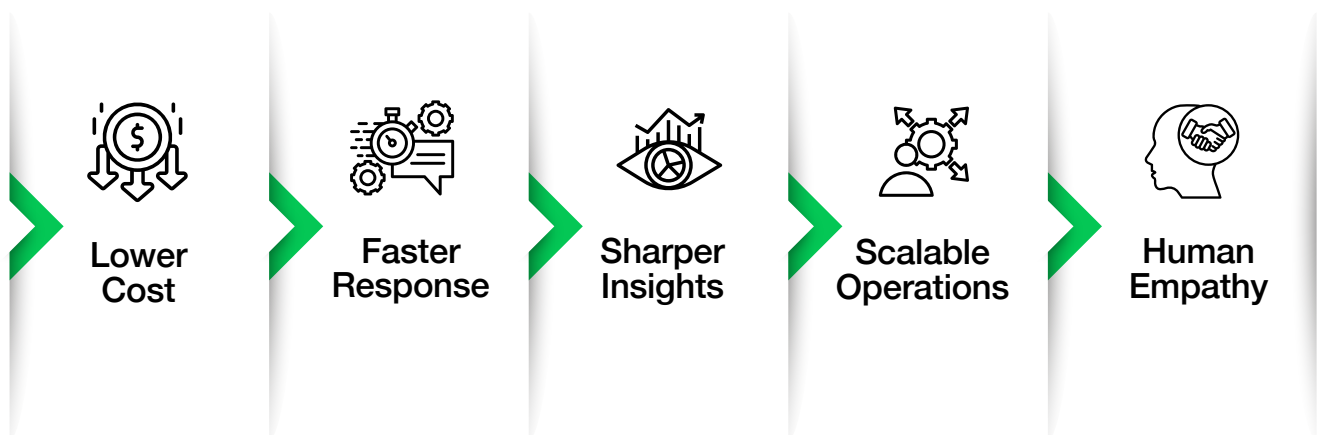 Lower
Cost
Faster
Response
Sharper
Insights
Scalable
Operations
Human
Empathy